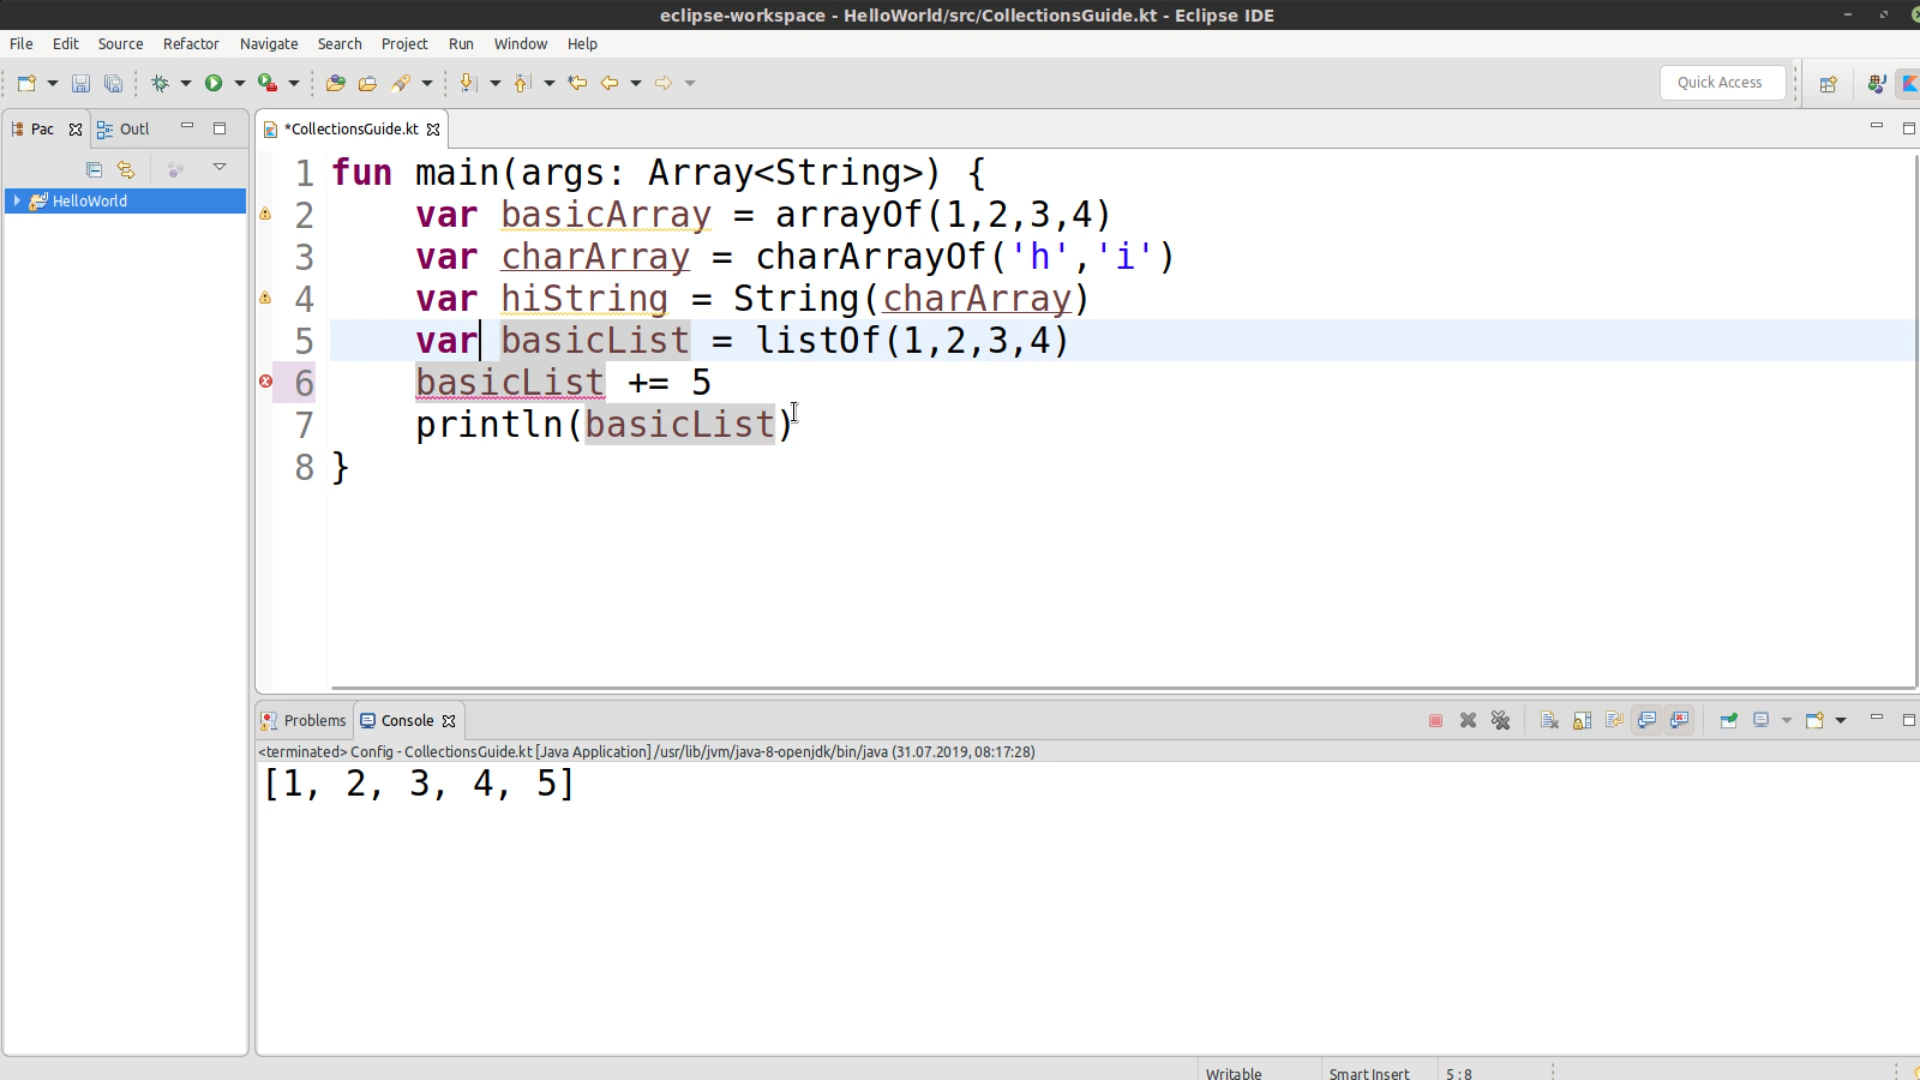 eclipse-workspace - HelloWorld/src/CollectionsGuide.kt - Eclipse IDE
File Edit Source Refactor Navigate Search Project Run Window Help
Quick Access
Pac Outl
*CollectionsGuide.kt
HelloWorld
1 fun main(args: Array<String>) {
2 var basicArray = arrayOf(1,2,3,4)
3 var charArray = charArrayOf('h','i')
4 var hiString = String(charArray)
5 var basicList = listOf(1,2,3,4)
6 basicList += 5
7 println(basicList)
8 }
Problems Console
<terminated> Config - CollectionsGuide.kt [Java Application] /usr/lib/jvm/java-8-openjdk/bin/java (31.07.2019, 08:17:28)
[1, 2, 3, 4, 5]
Writable Smart Insert 5 : 8